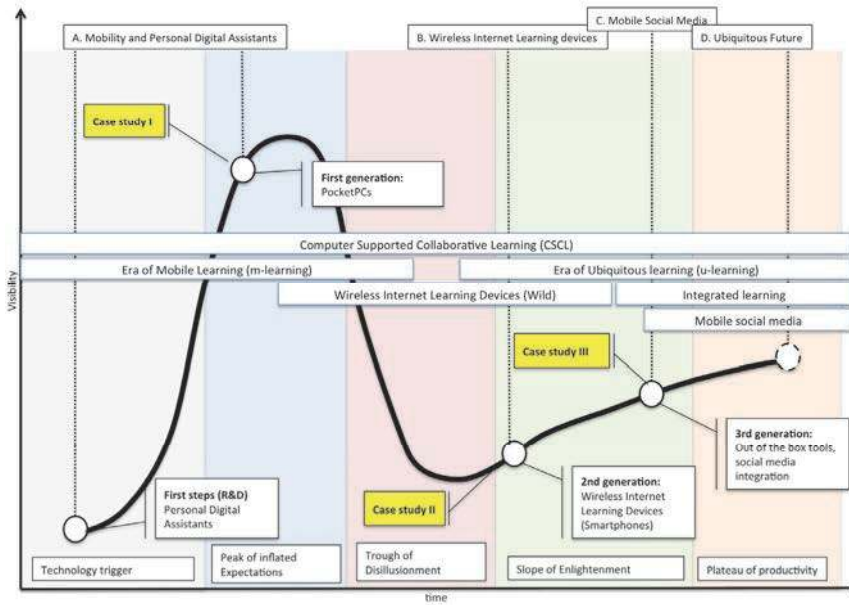 C. Mobile Social Media
A. Mobility and Personal Digital Assistants
B. Wireless Internet Learning devices
D. Ubiquitous Future
Case study I
First generation:
PocketPCs
Computer Supported Collaborative Learning (CSCL)
Era of Mobile Learning (m-learning)
Era of Ubiquitous learning (u-learning)
Wireless Internet Learning Devices (Wild)
Integrated learning
Mobile social media
Visibility
Case study III
3rd generation:
Out of the box tools,
social media
integration
First steps (R&D)
Personal Digital
Assistants
Case study II
2nd generation:
Wireless Internet
Learning Devices
(Smartphones)
Technology trigger
Peak of inflated
Expectations
Trough of
Disillusionment
Slope of Enlightenment
Plateau of productivity
time